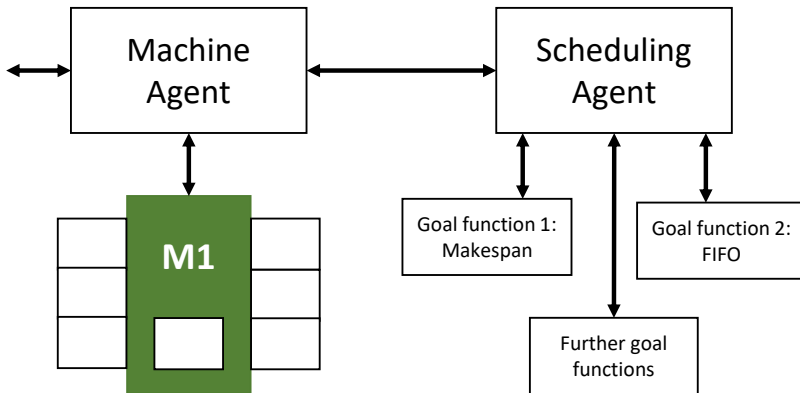 Machine
Agent
Scheduling
Agent
M1
Goal function 1:
Makespan
Goal function 2:
FIFO
Further goal
functions